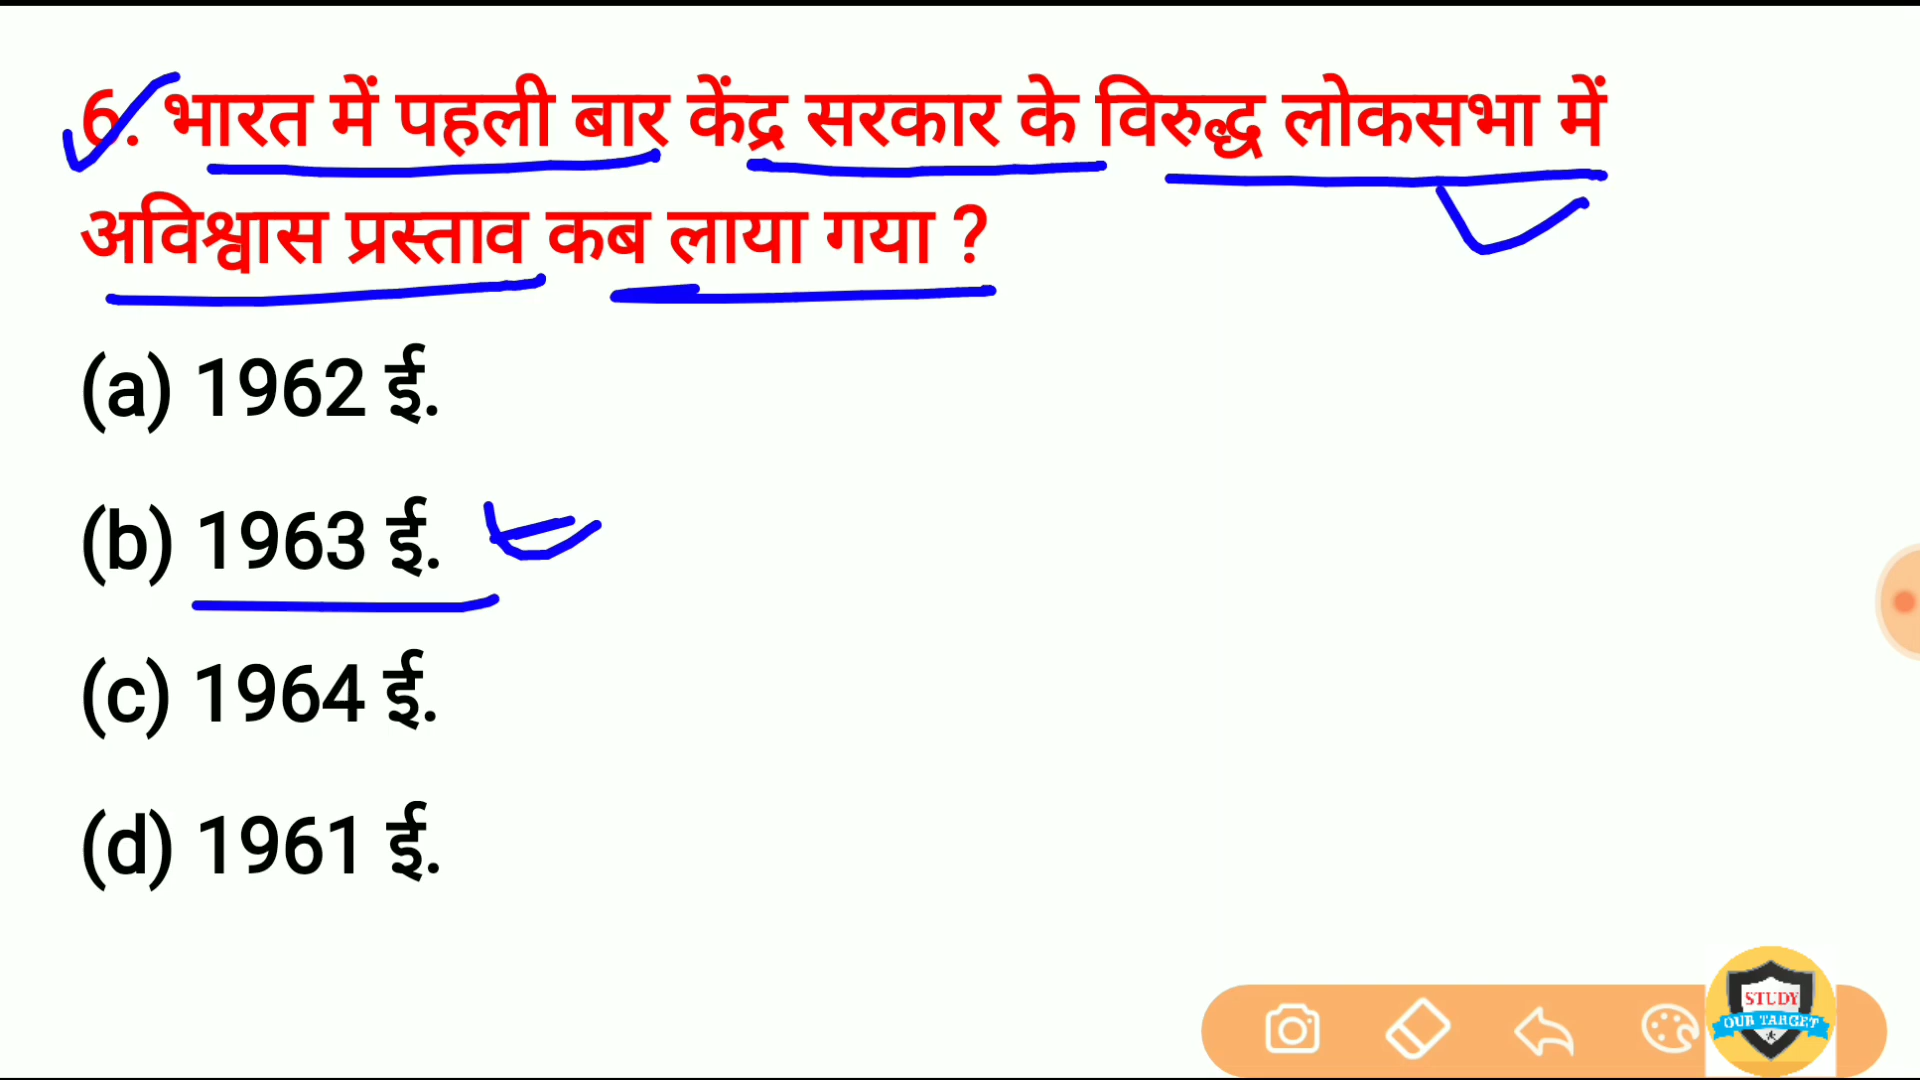 6. भारत में पहली बार केंद्र सरकार के विरुद्ध लोकसभा में
अविश्वास प्रस्ताव कब लाया गया ?
(a) 1962 ई.
(b) 1963 ई.
(c) 1964 ई.
(d) 1961 ई.
STUDY
OUR TARGET